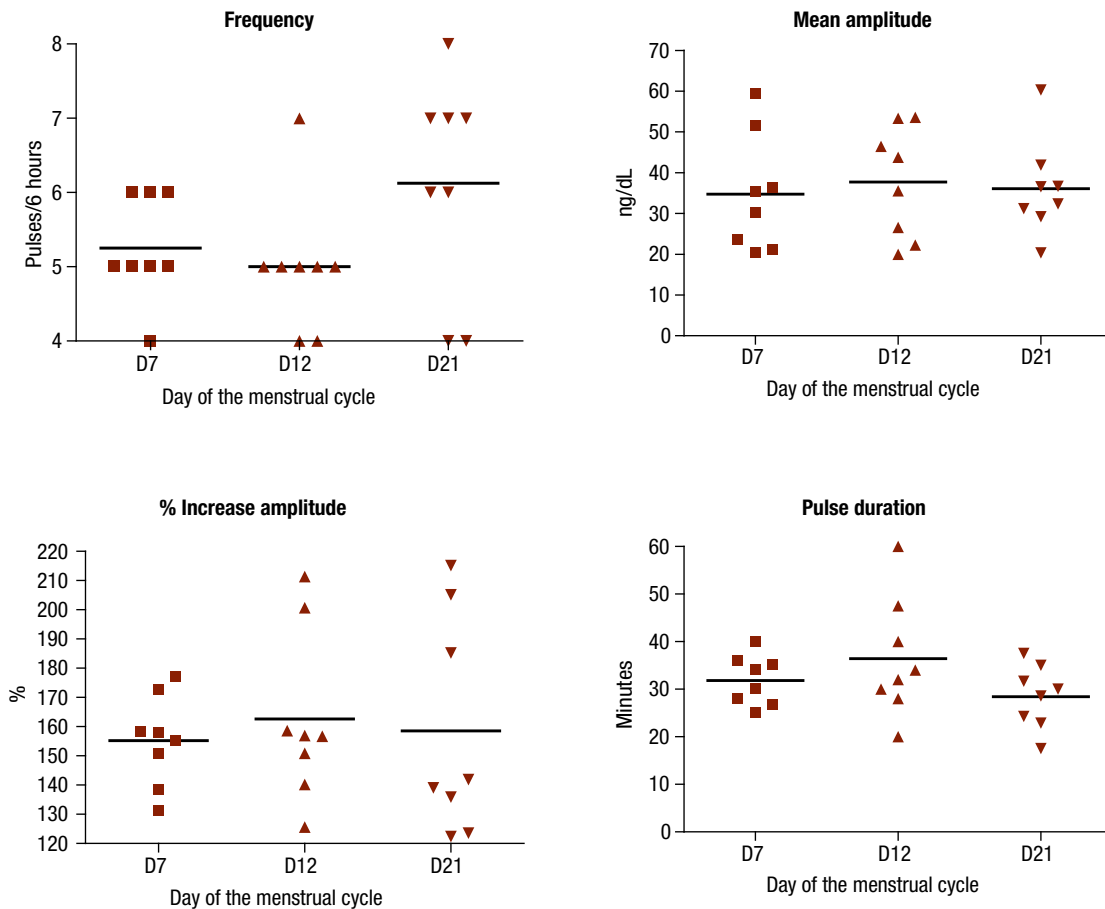 Frequency
8
7
6
5
4
Pulses/6 hours
D7 D12 D21
Day of the menstrual cycle
Mean amplitude
70
60
50
40
30
20
10
0
ng/dL
D7 D12 D21
Day of the menstrual cycle
% Increase amplitude
220
210
200
190
180
170
160
150
140
130
120
%
D7 D12 D21
Day of the menstrual cycle
Pulse duration
60
50
40
30
20
10
0
Minutes
D7 D12 D21
Day of the menstrual cycle